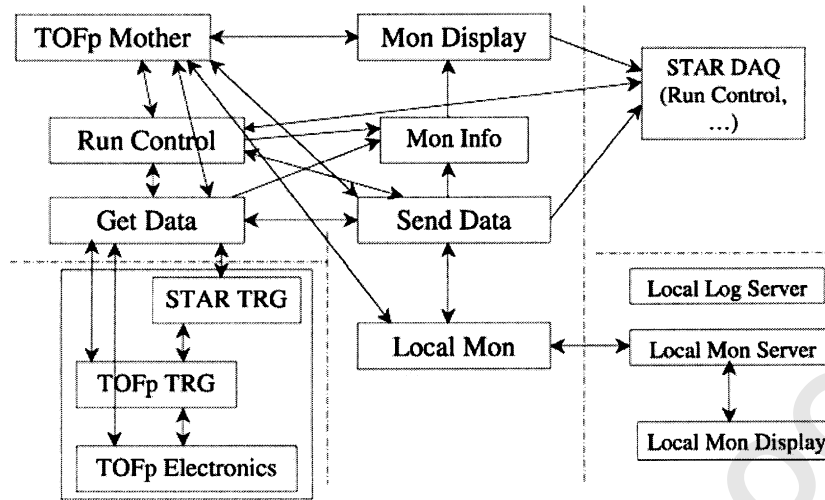 TOFp Mother
Mon Display
STAR DAQ
(Run Control,
...)
Run Control
Mon Info
Get Data
Send Data
STAR TRG
Local Log Server
Local Mon
Local Mon Server
TOFp TRG
TOFp Electronics
Local Mon Display